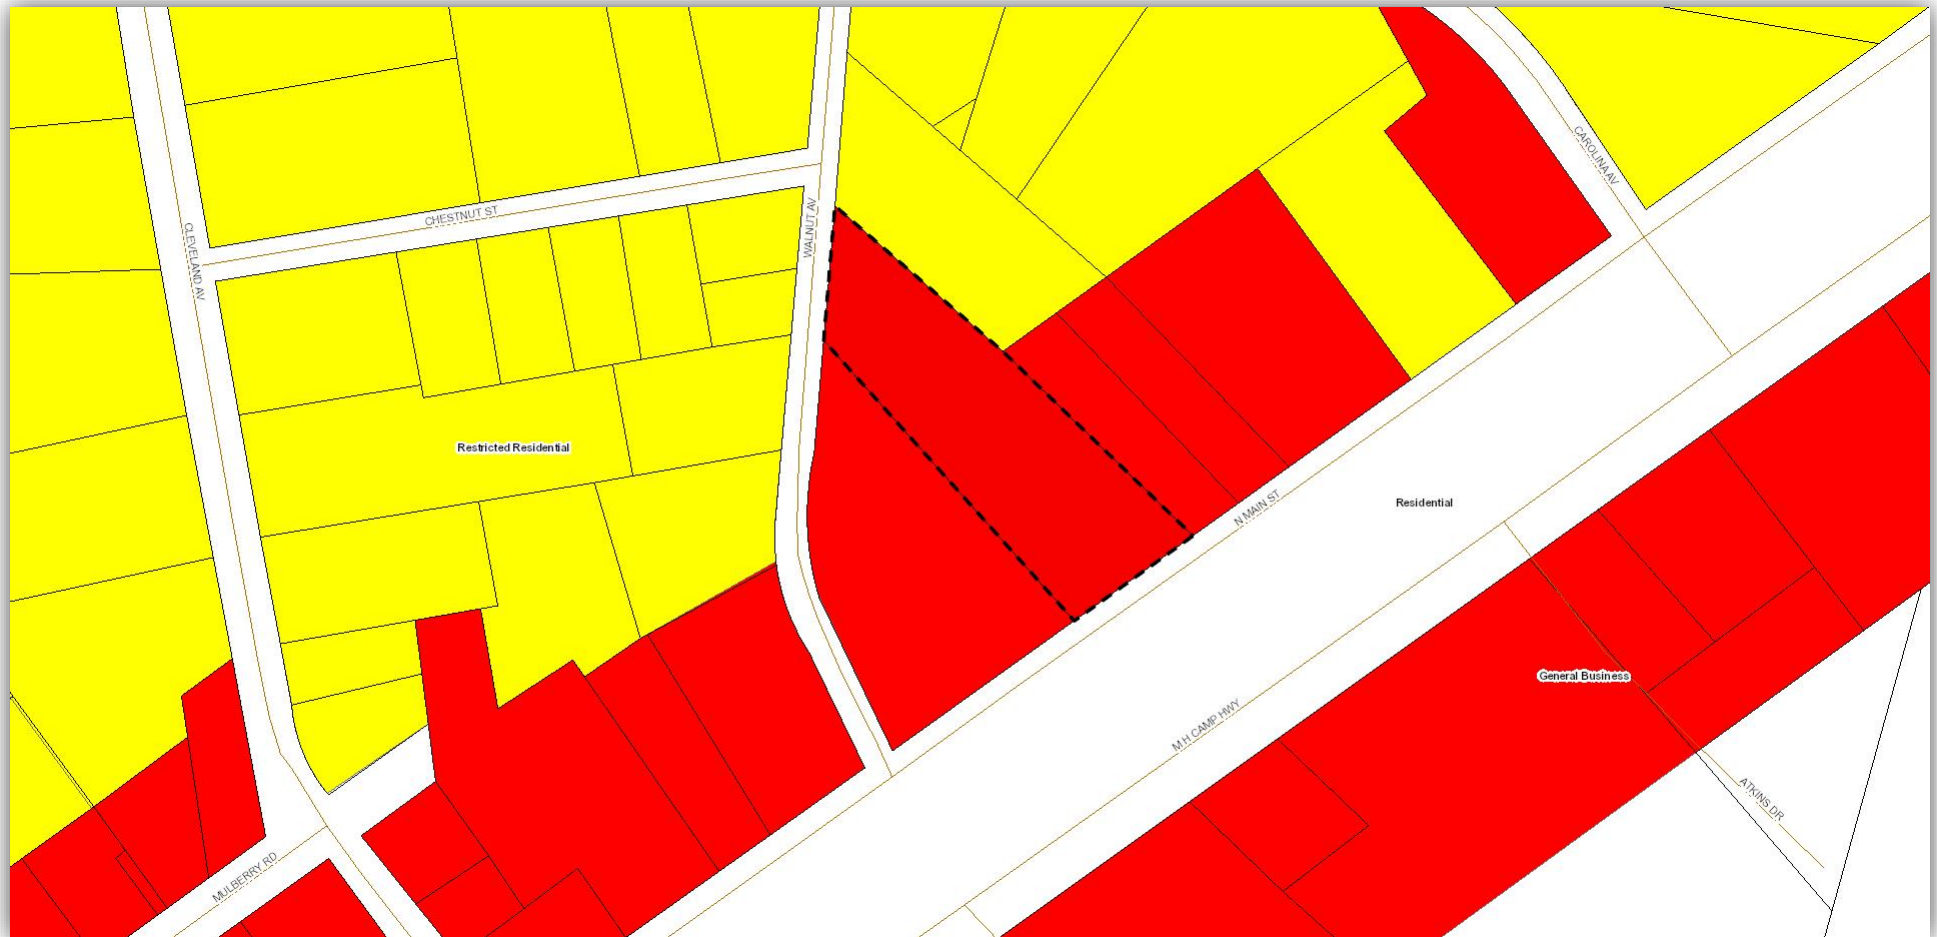 CAROLINA AV
CHESTNUT ST
WALNUT AV
CLEVELAND AV
Restricted Residential
N MAIN ST
Residential
General Business
M H CAMP HWY
ATKINS DR
MULBERRY RD